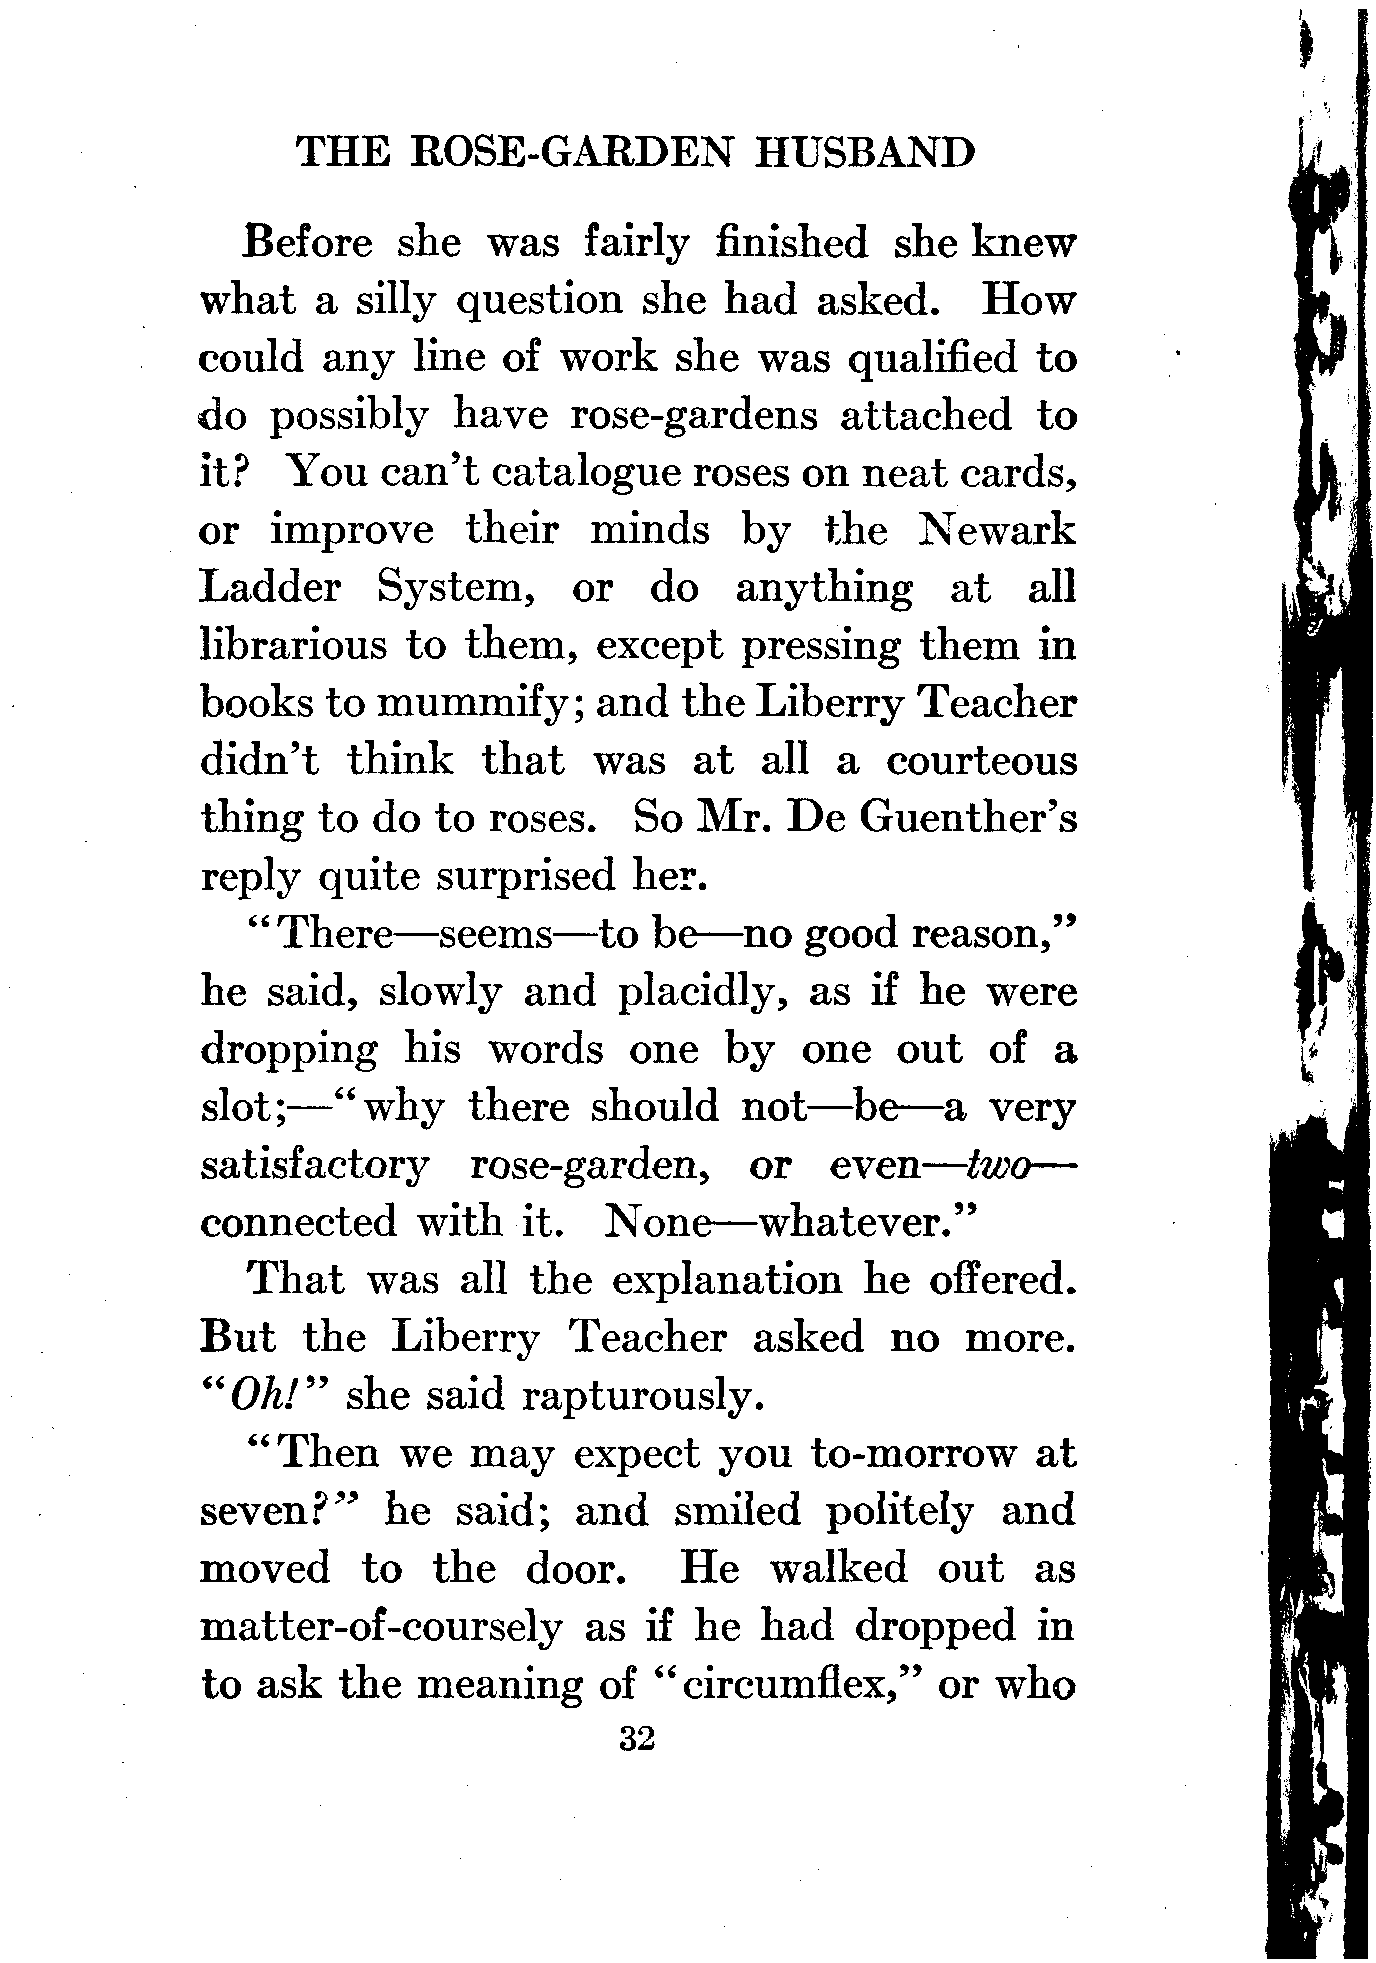 THE ROSE-GARDEN HUSBAND
Before she was fairly finished she knew
what a silly question she had asked. How
could any line of work she was qualified to
do possibly have rose-gardens attached to
it? You can't catalogue roses on neat cards,
or improve their minds by the Newark
Ladder System, or do anything at all
librarious to them, except pressing them in
books to mummify; and the Liberry Teacher
didn't think that was at all a courteous
thing to do to roses. So Mr. De Guenther's
reply quite surprised her.
"There—seems—to be—no good reason,"
he said, slowly and placidly, as if he were
dropping his words one by one out of a
slot;—"why there should not—be—a very
satisfactory rose-garden, or even—two—
connected with it. None—whatever."
That was all the explanation he offered.
But the Liberry Teacher asked no more.
"Oh!" she said rapturously.
"Then we may expect you to-morrow at
seven?" he said; and smiled politely and
moved to the door. He walked out as
matter-of-coursely as if he had dropped in
to ask the meaning of "circumflex," or who
32